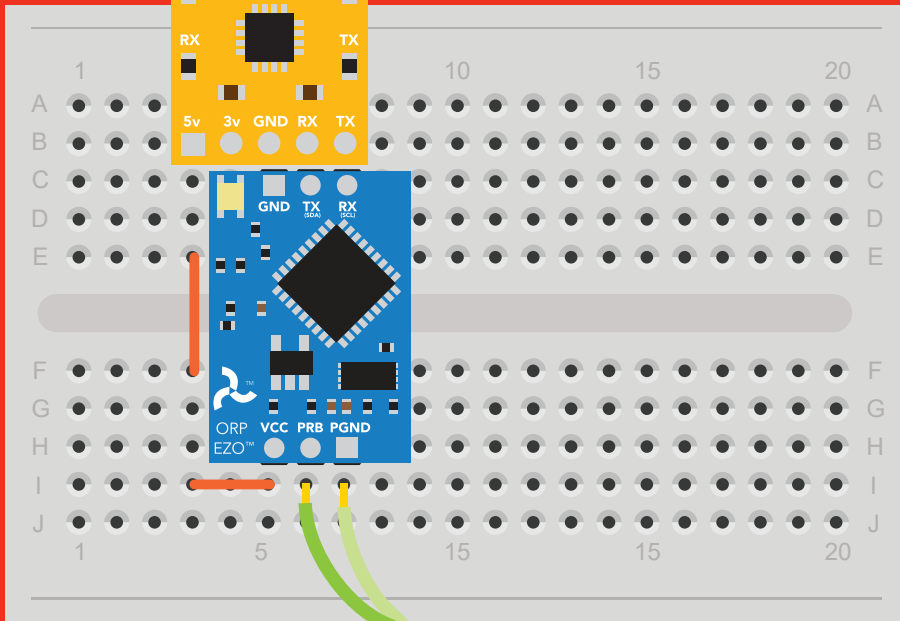 RX TX
1 10 15 20
A A
5v 3v GND RX TX
B B
C C
GND TX RX
(SDA) (SCL)
D D
E E
F F
TM
G G
ORP VCC PRB PGND
H H
EZO™
I I
J J
1 5 15 15 20